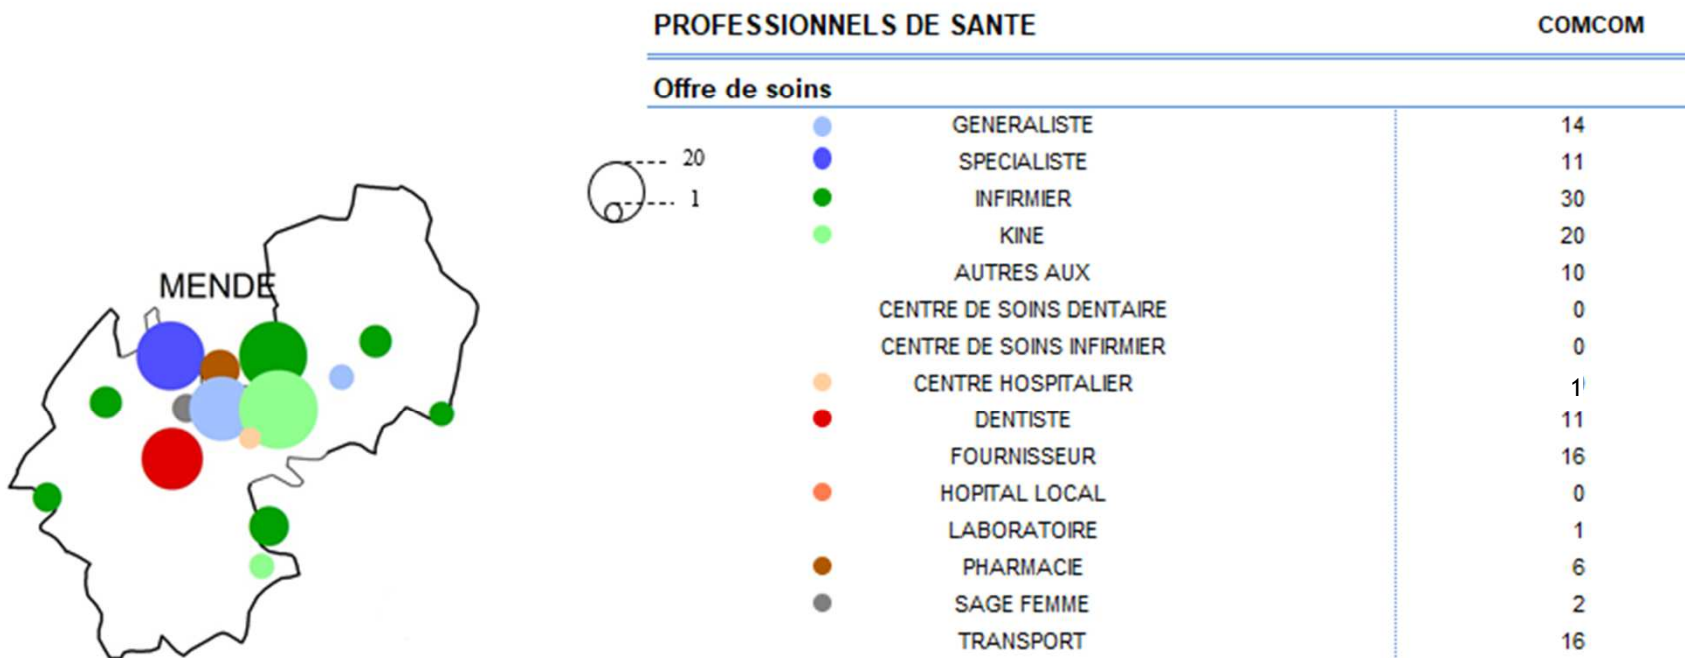 PROFESSIONNELS DE SANTE COMCOM
Offre de soins
GENERALISTE 14
20 SPECIALISTE 11
1 INFIRMIER 30
KINE 20
AUTRES AUX 10
MENDE
CENTRE DE SOINS DENTAIRE 0
CENTRE DE SOINS INFIRMIER 0
CENTRE HOSPITALIER 1
DENTISTE 11
FOURNISSEUR 16
HOPITAL LOCAL 0
LABORATOIRE 1
PHARMACIE 6
SAGE FEMME 2
TRANSPORT 16